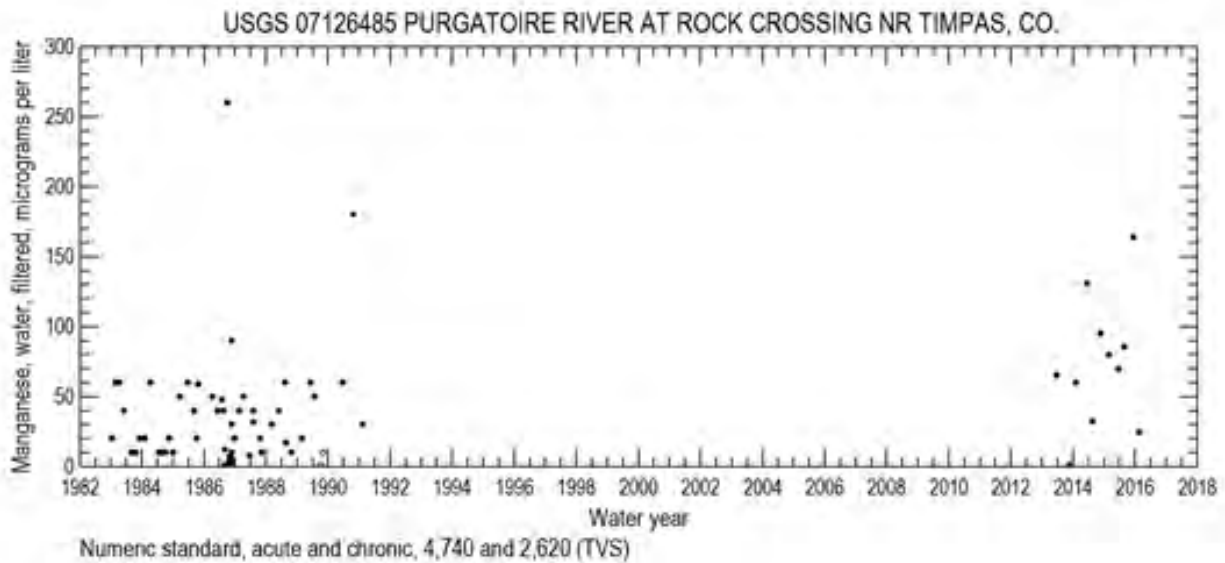 USGS 07126485 PURGATOIRE RIVER AT ROCK CROSSING NR TIMPAS, CO.
Manganese, water, filtered, micrograms per liter
300
250
200
150
100
50
0
1982 1984 1986 1988 1990 1992 1994 1996 1998 2000 2002 2004 2006 2008 2010 2012 2014 2016 2018
Water year
Numeric standard, acute and chronic, 4,740 and 2,620 (TVS)